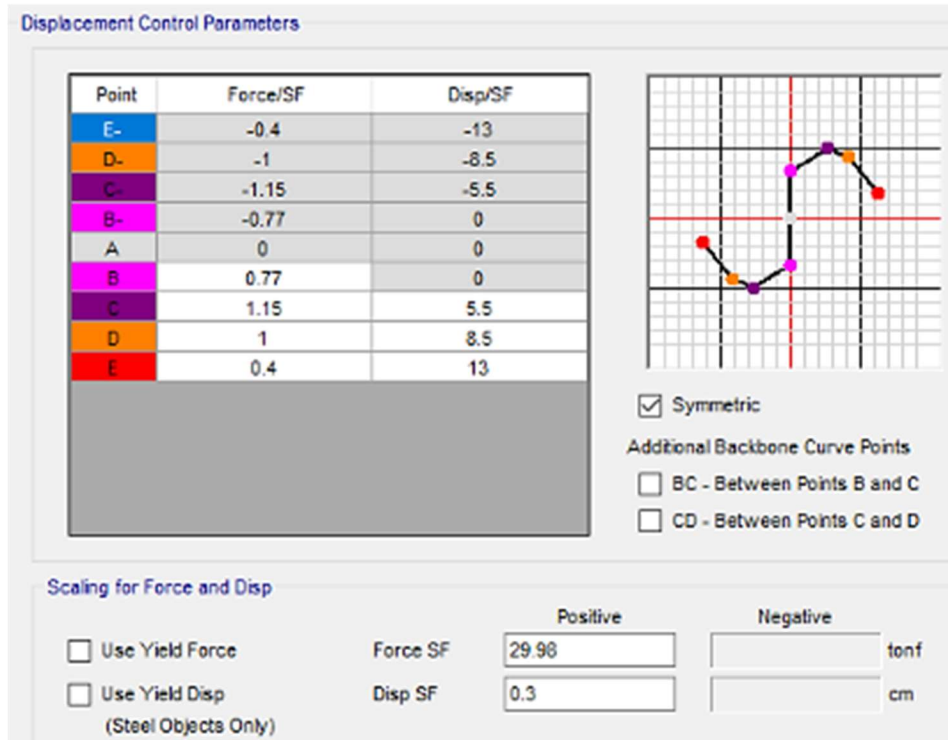 Displacement Control Parameters
Point Force/SF Disp/SF
E- -0.4 -13
D- -1 -8.5
C- -1.15 -5.5
B- -0.77 0
A 0 0
B 0.77 0
C 1.15 5.5
D 1 8.5
E 0.4 13
Symmetric
Additional Backbone Curve Points
BC - Between Points B and C
CD - Between Points C and D
Scaling for Force and Disp
Positive Negative
Use Yield Force Force SF 29.98 tonf
Use Yield Disp Disp SF 0.3 cm
(Steel Objects Only)